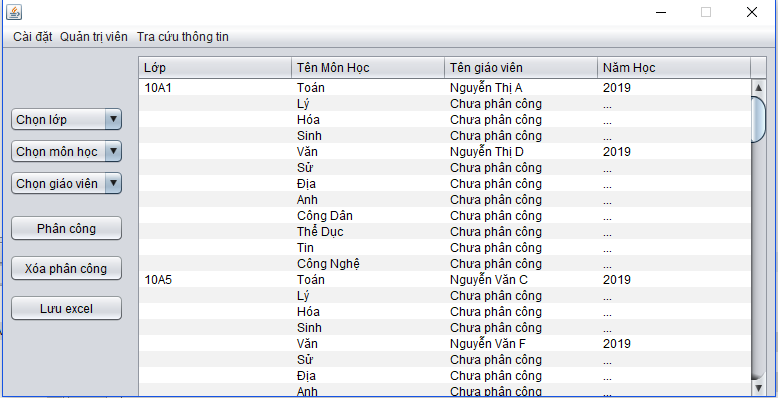 Cài đặt Quản trị viên Tra cứu thông tin
Lớp Tên Môn Học Tên giáo viên Năm Học
10A1 Toán Nguyễn Thị A 2019
Lý Chưa phân công ...
Chọn lớp Hóa Chưa phân công ...
Sinh Chưa phân công ...
Chọn môn học Văn Nguyễn Thị D 2019
Sử Chưa phân công ...
Chọn giáo viên Địa Chưa phân công ...
Anh Chưa phân công ...
Công Dân Chưa phân công ...
Phân công Thể Dục Chưa phân công ...
Tin Chưa phân công ...
Xóa phân công Công Nghệ Chưa phân công ...
10A5 Toán Nguyễn Văn C 2019
Lý Chưa phân công ...
Lưu excel Hóa Chưa phân công ...
Sinh Chưa phân công ...
Văn Nguyễn Văn F 2019
Sử Chưa phân công ...
Địa Chưa phân công ...
Anh Chưa phân công ...